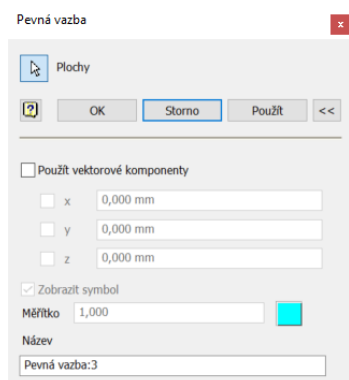 Pevná vazba
x
Plochy
? OK Storno Použít <<
Použít vektorové komponenty
x 0,000 mm
y 0,000 mm
z 0,000 mm
Zobrazit symbol
Měřítko 1,000
Název
Pevná vazba:3